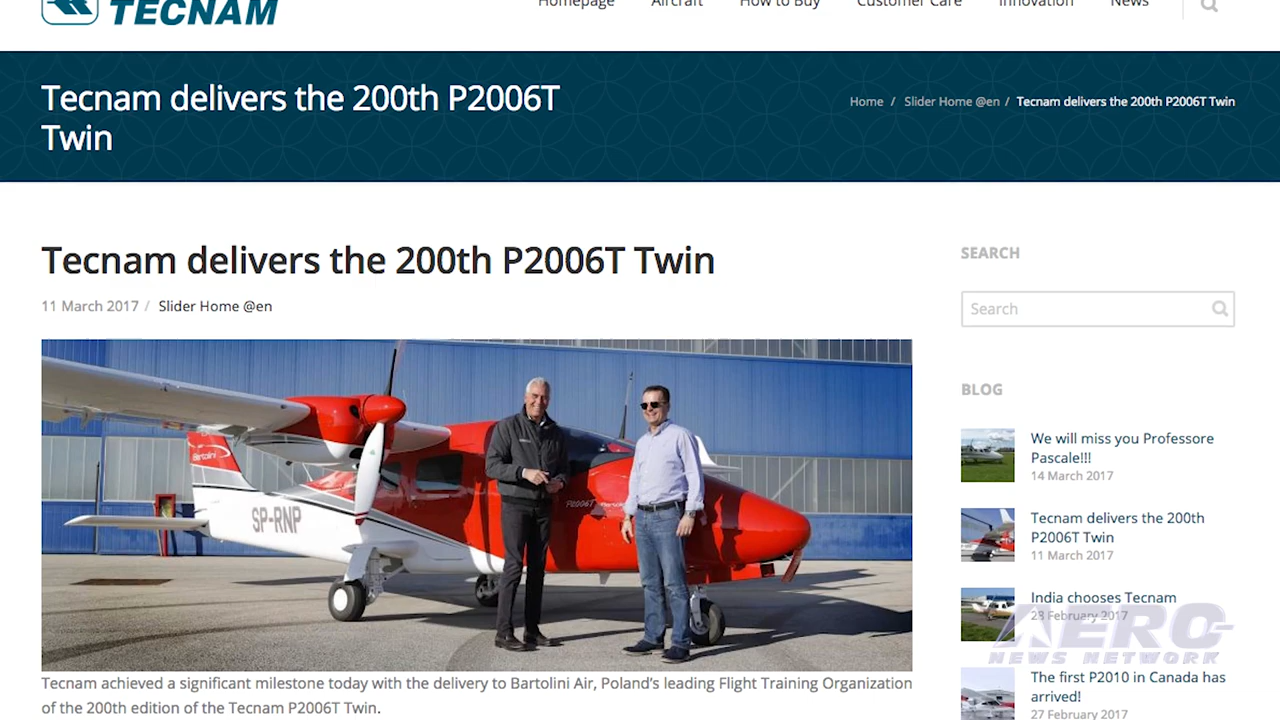 TECNAM
Homepage Aircraft How to Buy Customer Care Innovation News
Tecnam delivers the 200th P2006T
Twin
Home / Slider Home @en / Tecnam delivers the 200th P2006T Twin
Tecnam delivers the 200th P2006T Twin
11 March 2017 / Slider Home @en
Bartolini
SP-RNP
P2006T
Tecnam achieved a significant milestone today with the delivery to Bartolini Air, Poland's leading Flight Training Organization
of the 200th edition of the Tecnam P2006T Twin.
SEARCH
Search
BLOG
We will miss you Professore
Pascale!!!
14 March 2017
Tecnam delivers the 200th
P2006T Twin
11 March 2017
India chooses Tecnam
23 February 2017
The first P2010 in Canada has
arrived!
27 February 2017
AERO
NEWS NETWORK